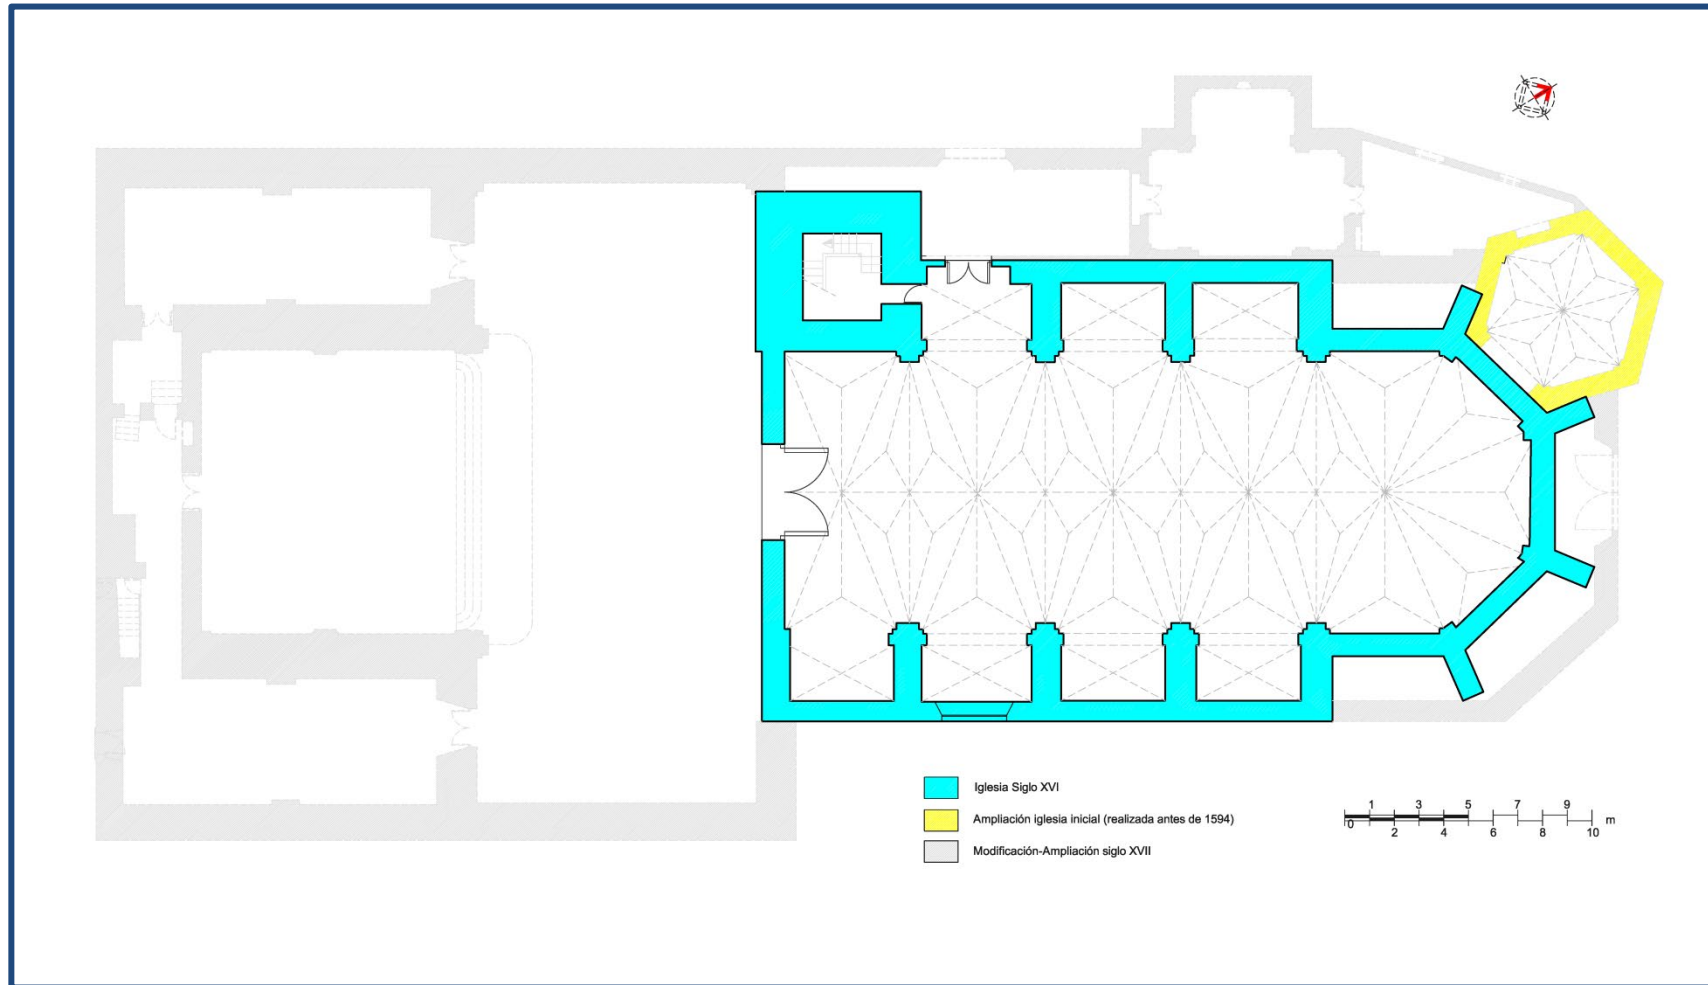 Iglesia Siglo XVI
Ampliación iglesia inicial (realizada antes de 1594)
Modificación-Ampliación siglo XVII
1 3 5 7 9
0 m
2 4 6 8 10